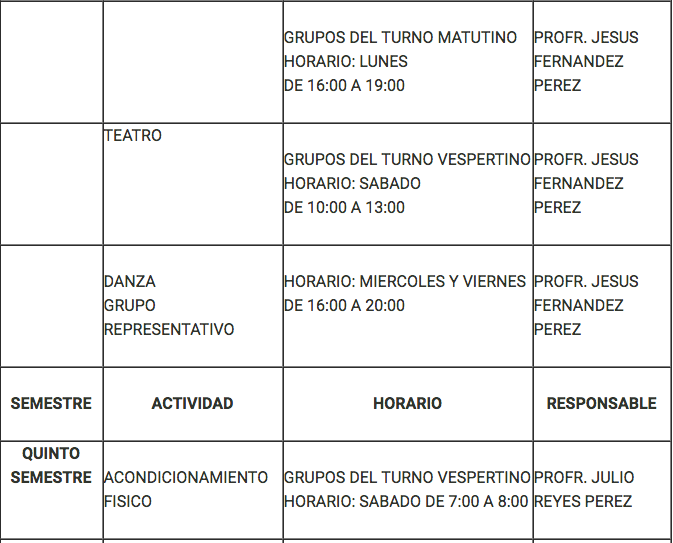 GRUPOS DEL TURNO MATUTINO
HORARIO: LUNES
DE 16:00 A 19:00
PROFR. JESUS
FERNANDEZ
PEREZ
TEATRO
GRUPOS DEL TURNO VESPERTINO
HORARIO: SABADO
DE 10:00 A 13:00
PROFR. JESUS
FERNANDEZ
PEREZ
DANZA
GRUPO
REPRESENTATIVO
HORARIO: MIERCOLES Y VIERNES
DE 16:00 A 20:00
PROFR. JESUS
FERNANDEZ
PEREZ
SEMESTRE
ACTIVIDAD
HORARIO
RESPONSABLE
QUINTO
SEMESTRE
ACONDICIONAMIENTO
FISICO
GRUPOS DEL TURNO VESPERTINO
HORARIO: SABADO DE 7:00 A 8:00
PROFR. JULIO
REYES PEREZ